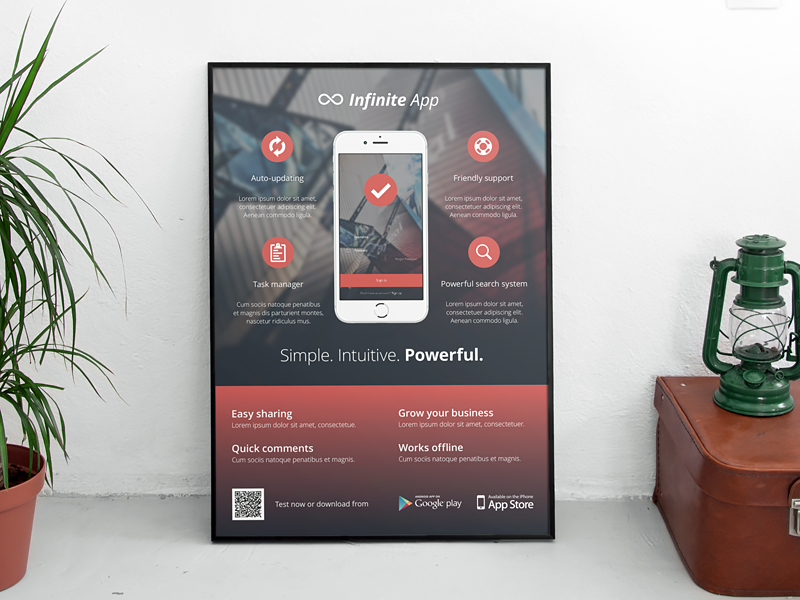 Infinite App
Auto-updating
Lorem ipsum dolor sit amet,
consectetuer adipiscing elit.
Aenean commodo ligula.
Friendly support
Lorem ipsum dolor sit amet,
consectetuer adipiscing elit.
Aenean commodo ligula.
Task manager
Cum sociis natoque penatibus
et magnis dis parturient montes,
nascetur ridiculus mus.
Powerful search system
Lorem ipsum dolor sit amet,
consectetuer adipiscing elit.
Aenean commodo ligula.
Sign in
Sign Up
Simple. Intuitive. Powerful.
Easy sharing
Lorem ipsum dolor sit amet, consectetue.
Grow your business
Lorem ipsum dolor sit amet, consectetuer.
Quick comments
Cum sociis natoque penatibus et magnis.
Works offline
Cum sociis natoque penatibus et magnis.
Test now or download from
ANDROID APP ON
Google play
Available on the iPhone
App Store